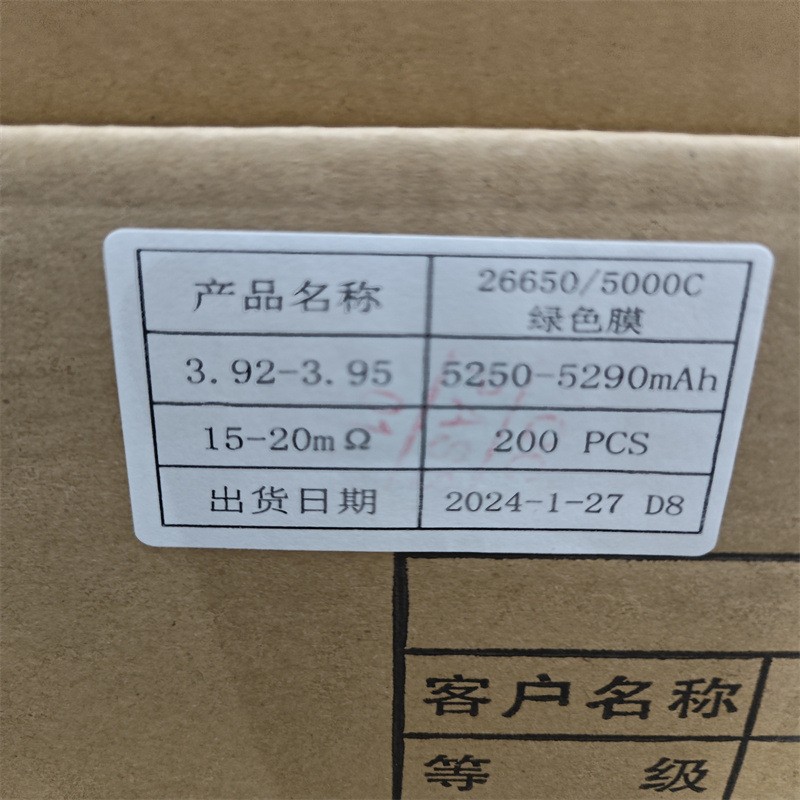 产品名称
26650/5000C
绿色膜
3.92-3.95
5250-5290mAh
15-20mΩ
200 PCS
出货日期
2024-1-27 D8
客户名称
等级